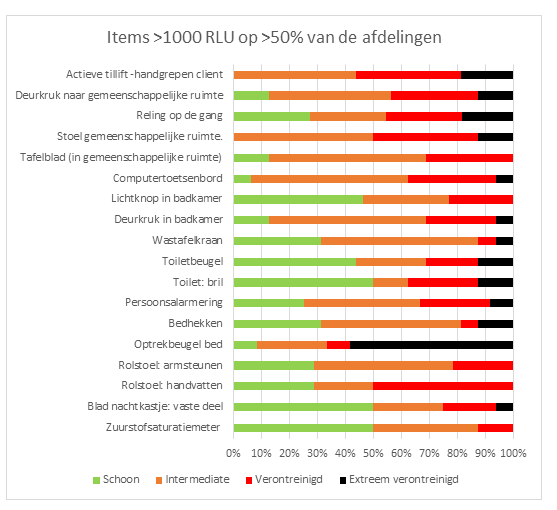 Items >1000 RLU op >50% van de afdelingen
Actieve tillift -handgrepen client
Deurkruk naar gemeenschappelijke ruimte
Reling op de gang
Stoel gemeenschappelijke ruimte.
Tafelblad (in gemeenschappelijke ruimte)
Computertoetsenbord
Lichtknop in badkamer
Deurkruk in badkamer
Wastafelkraan
Toiletbeugel
Toilet: bril
Persoonsalarmering
Bedhekken
Optrekbeugel bed
Rolstoel: armsteunen
Rolstoel: handvatten
Blad nachtkastje: vaste deel
Zuurstofsaturatiemeter
0% 10% 20% 30% 40% 50% 60% 70% 80% 90% 100%
Schoon Intermediate Verontreinigd Extreem verontreinigd